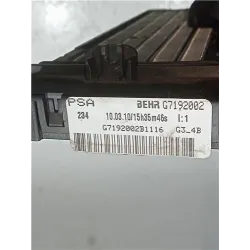 PSA BEHR G7192002
234 10.03.10/15h35m46s I:1
G7192002B1116 G3_4B